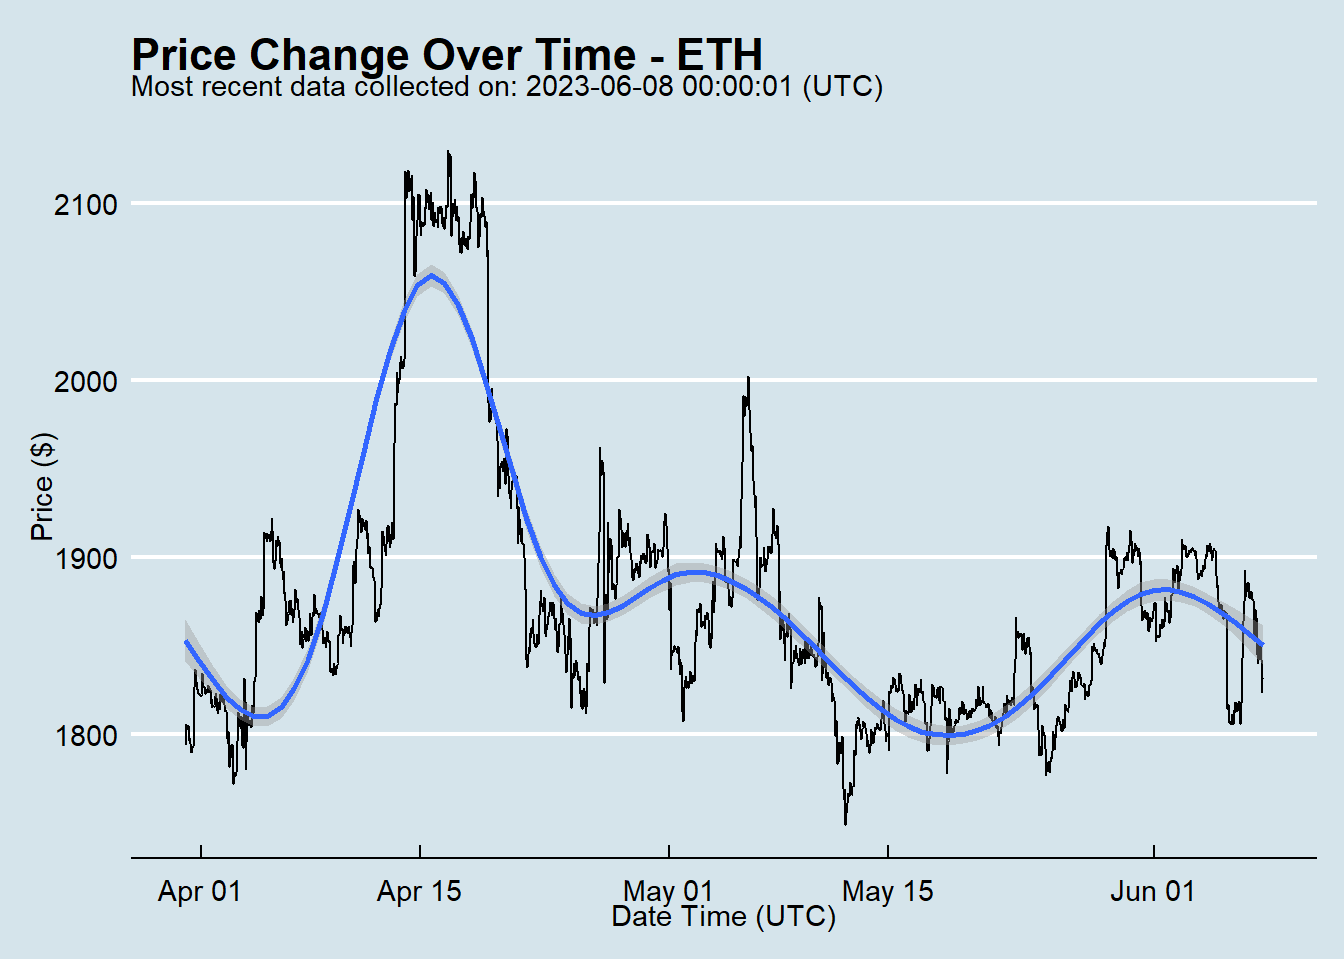 Price Change Over Time - ETH
Most recent data collected on: 2023-06-08 00:00:01 (UTC)
Price ($)
2100
2000
1900
1800
Apr 01
Apr 15
May 01
May 15
Jun 01
Date Time (UTC)